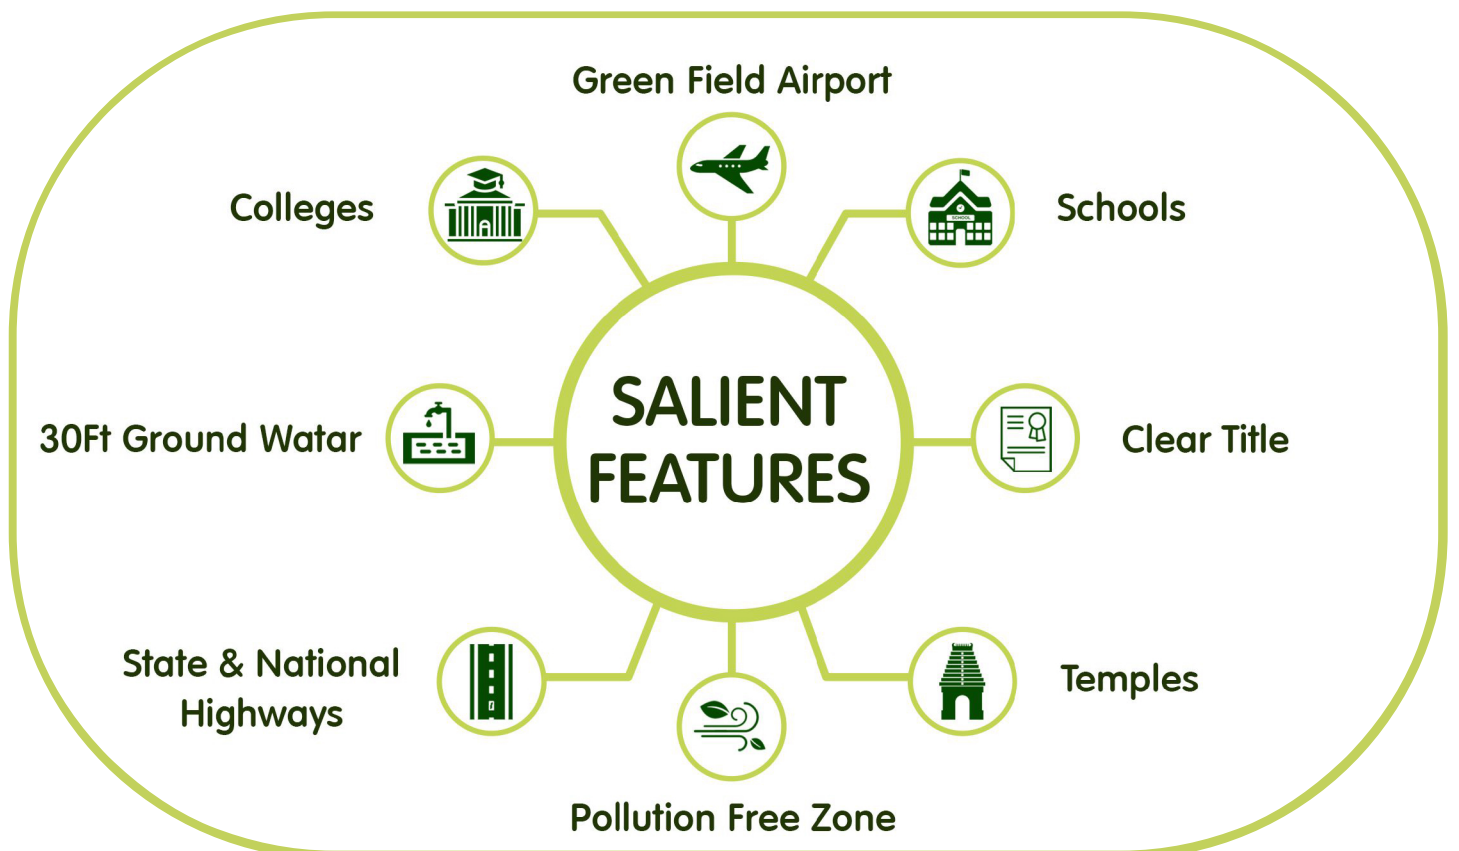 Green Field Airport
Colleges
Schools
SCHOOL
30Ft Ground Watar
SALIENT
FEATURES
Clear Title
State & National
Highways
Temples
Pollution Free Zone